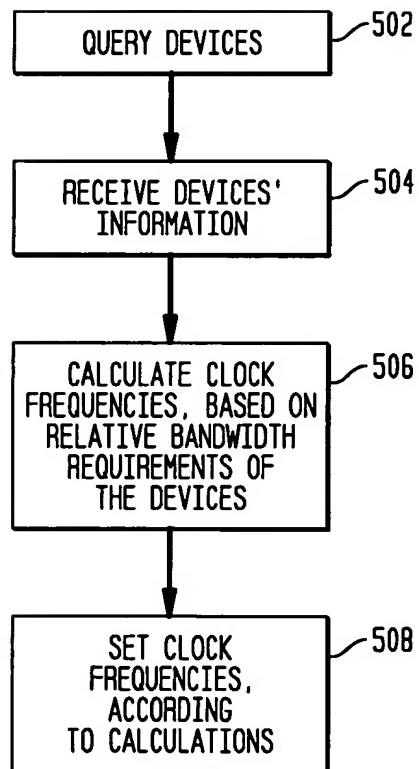 QUERY DEVICES
502
RECEIVE DEVICES'
INFORMATION
504
CALCULATE CLOCK
FREQUENCIES, BASED ON
RELATIVE BANDWIDTH
REQUIREMENTS OF
THE DEVICES
506
SET CLOCK
FREQUENCIES,
ACCORDING
TO CALCULATIONS
508